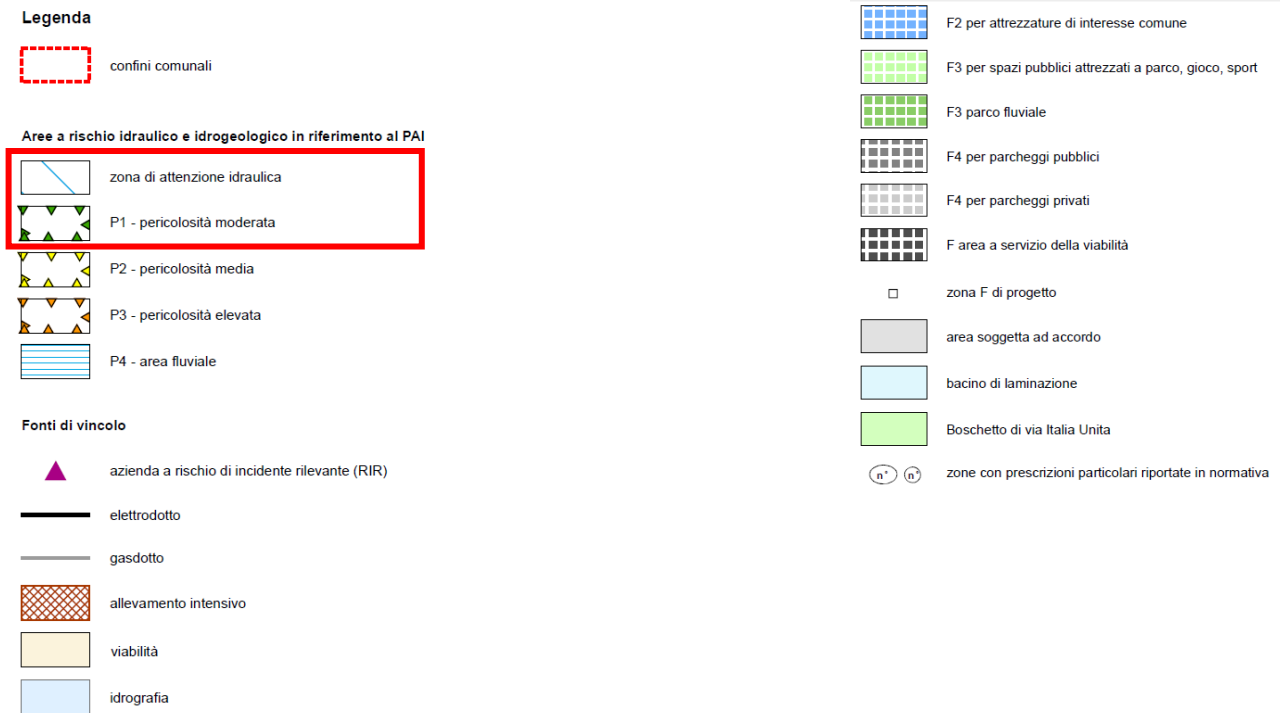 Legenda
confini comunali
Aree a rischio idraulico e idrogeologico in riferimento al PAI
zona di attenzione idraulica
P1 - pericolosità moderata
P2 - pericolosità media
P3 - pericolosità elevata
P4 - area fluviale
Fonti di vincolo
azienda a rischio di incidente rilevante (RIR)
elettrodotto
gasdotto
allevamento intensivo
viabilità
idrografia
F2 per attrezzature di interesse comune
F3 per spazi pubblici attrezzati a parco, gioco, sport
F3 parco fluviale
F4 per parcheggi pubblici
F4 per parcheggi privati
F area a servizio della viabilità
zona F di progetto
area soggetta ad accordo
bacino di laminazione
Boschetto di via Italia Unita
n° n° zone con prescrizioni particolari riportate in normativa